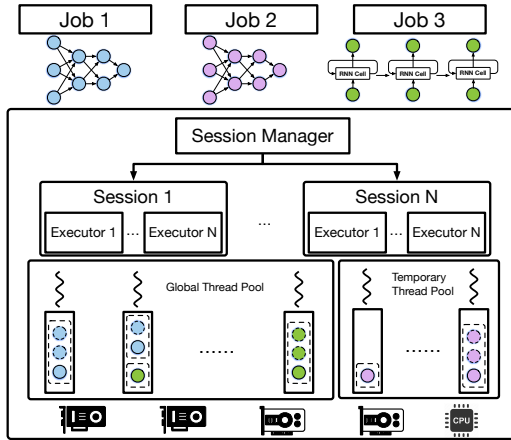 Job 1
Job 2
Job 3
RNN Cell
RNN Cell
RNN Cell
Session Manager
Session 1
Session N
Executor 1
...
Executor N
...
Executor 1
...
Executor N
Global Thread Pool
Temporary
Thread Pool
......
......
CPU